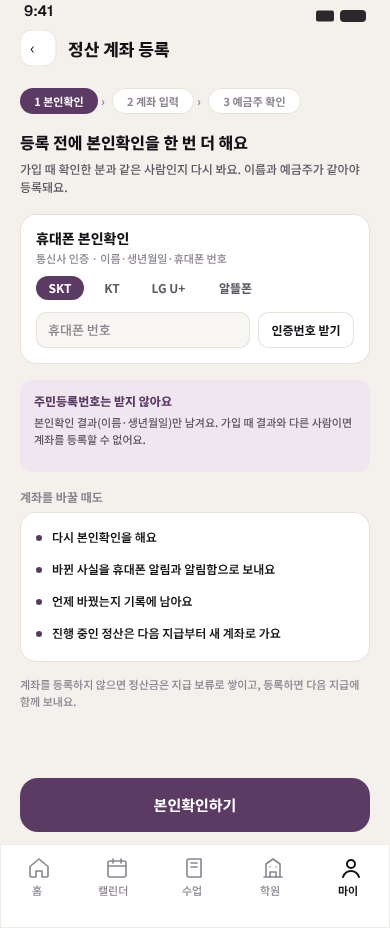 9:41
‹ 정산 계좌 등록
1 본인확인 › 2 계좌 입력 › 3 예금주 확인
등록 전에 본인확인을 한 번 더 해요
가입 때 확인한 분과 같은 사람인지 다시 봐요. 이름과 예금주가 같아야
등록돼요.
휴대폰 본인확인
통신사 인증 · 이름·생년월일·휴대폰 번호
SKT KT LG U+ 알뜰폰
휴대폰 번호 인증번호 받기
주민등록번호는 받지 않아요
본인확인 결과(이름·생년월일)만 남겨요. 가입 때 결과와 다른 사람이면
계좌를 등록할 수 없어요.
계좌를 바꿀 때도
다시 본인확인을 해요
바뀐 사실을 휴대폰 알림과 알림함으로 보내요
언제 바꿨는지 기록에 남아요
진행 중인 정산은 다음 지급부터 새 계좌로 가요
계좌를 등록하지 않으면 정산금은 지급 보류로 쌓이고, 등록하면 다음 지급에
함께 보내요.
본인확인하기
홈 캘린더 수업 학원 마이